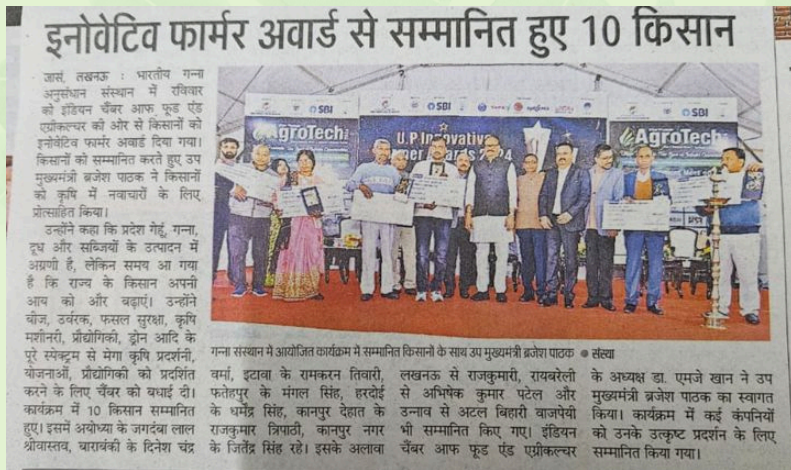 इनोवेटिव फार्मर अवार्ड से सम्मानित हुए 10 किसान
जासं, लखनऊ : भारतीय गन्ना
अनुसंधान संस्थान में रविवार
को इंडियन चैंबर आफ फूड एंड
एग्रीकल्चर की ओर से किसानों को
इनोवेटिव फार्मर अवार्ड दिया गया।
किसानों को सम्मानित करते हुए उप
मुख्यमंत्री ब्रजेश पाठक ने किसानों
को कृषि में नवाचारों के लिए
प्रोत्साहित किया।
उन्होंने कहा कि प्रदेश गेहूं, गन्ना,
दूध और सब्जियों के उत्पादन में
अग्रणी है, लेकिन समय आ गया
है कि राज्य के किसान अपनी
आय को और बढ़ाएं। उन्होंने
बीज, उर्वरक, फसल सुरक्षा, कृषि
मशीनरी, प्रौद्योगिकी, ड्रोन आदि के
पूरे स्पेक्ट्रम से मेगा कृषि प्रदर्शनी,
योजनाओं, प्रौद्योगिकी को प्रदर्शित
करने के लिए चैंबर को बधाई दी।
कार्यक्रम में 10 किसान सम्मानित
हुए। इसमें अयोध्या के जगदंबा लाल
श्रीवास्तव, बाराबंकी के दिनेश चंद्र
SBI
SBI
AgroTech
U.P Innovative
mer Awards 2024
AgroTech
गन्ना संस्थान में आयोजित कार्यक्रम में सम्मानित किसानों के साथ उप मुख्यमंत्री ब्रजेश पाठक ● संस्था
वर्मा, इटावा के रामकरन तिवारी,
फतेहपुर के मंगल सिंह, हरदोई
के धर्मेंद्र सिंह, कानपुर देहात के
राजकुमार त्रिपाठी, कानपुर नगर
के जितेंद्र सिंह रहे। इसके अलावा
लखनऊ से राजकुमारी, रायबरेली
से अभिषेक कुमार पटेल और
उन्नाव से अटल बिहारी वाजपेयी
भी सम्मानित किए गए। इंडियन
चैंबर आफ फूड एंड एग्रीकल्चर
के अध्यक्ष डा. एमजे खान ने उप
मुख्यमंत्री ब्रजेश पाठक का स्वागत
किया। कार्यक्रम में कई कंपनियों
को उनके उत्कृष्ट प्रदर्शन के लिए
सम्मानित किया गया।